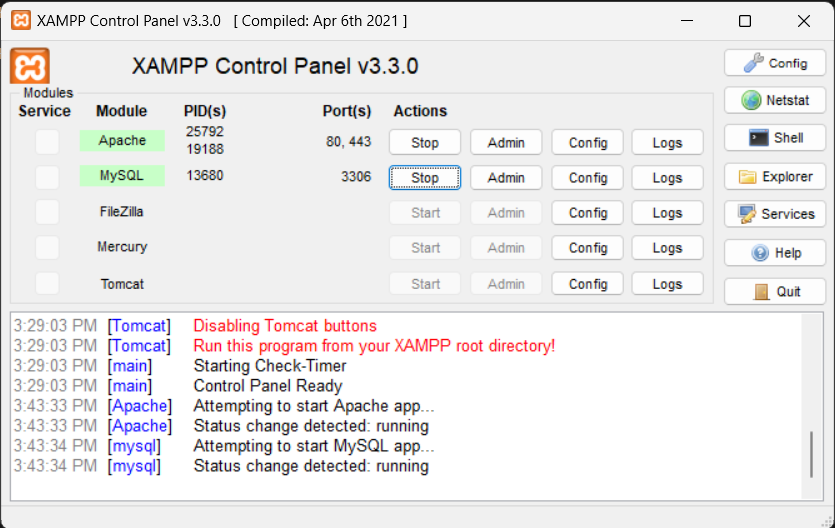 XAMPP Control Panel v3.3.0 [ Compiled: Apr 6th 2021 ]
XAMPP Control Panel v3.3.0
Config
Modules
Service Module PID(s) Port(s) Actions
Netstat
Apache 25792 19188 80, 443 Stop Admin Config Logs
Shell
MySQL 13680 3306 Stop Admin Config Logs
Explorer
FileZilla Start Admin Config Logs
Services
Mercury Start Admin Config Logs
Help
Tomcat Start Admin Config Logs
Quit
3:29:03 PM [Tomcat] Disabling Tomcat buttons
3:29:03 PM [Tomcat] Run this program from your XAMPP root directory!
3:29:03 PM [main] Starting Check-Timer
3:29:03 PM [main] Control Panel Ready
3:43:33 PM [Apache] Attempting to start Apache app...
3:43:33 PM [Apache] Status change detected: running
3:43:34 PM [mysql] Attempting to start MySQL app...
3:43:34 PM [mysql] Status change detected: running